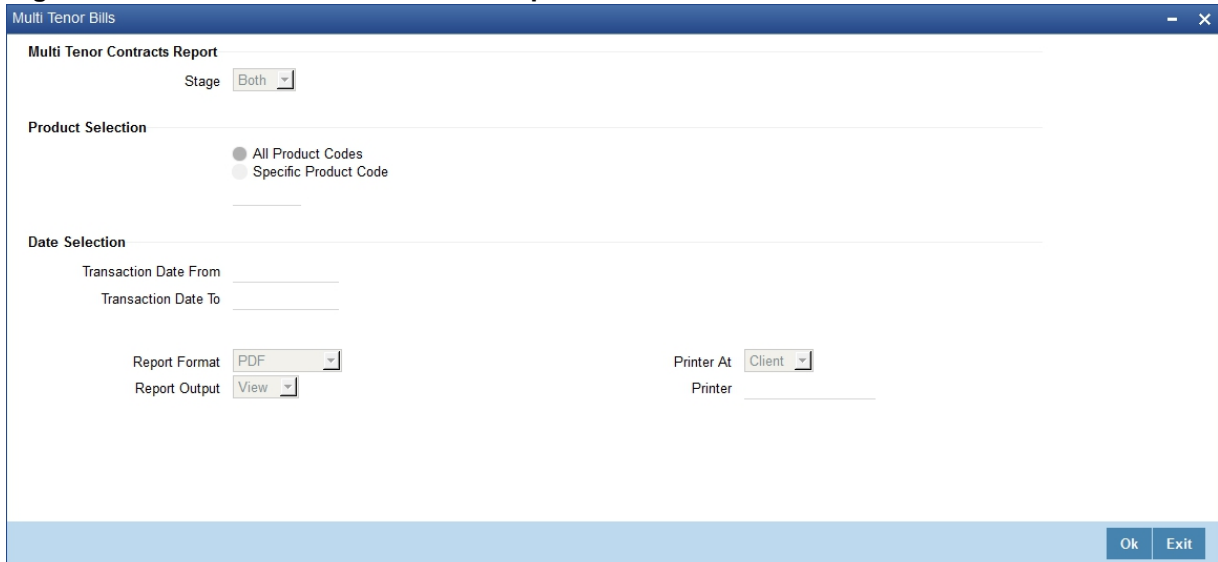 Multi Tenor Bills
Multi Tenor Contracts Report
Stage Both
Product Selection
All Product Codes
Specific Product Code
Date Selection
Transaction Date From
Transaction Date To
Report Format PDF Printer At Client
Report Output View Printer
Ok Exit